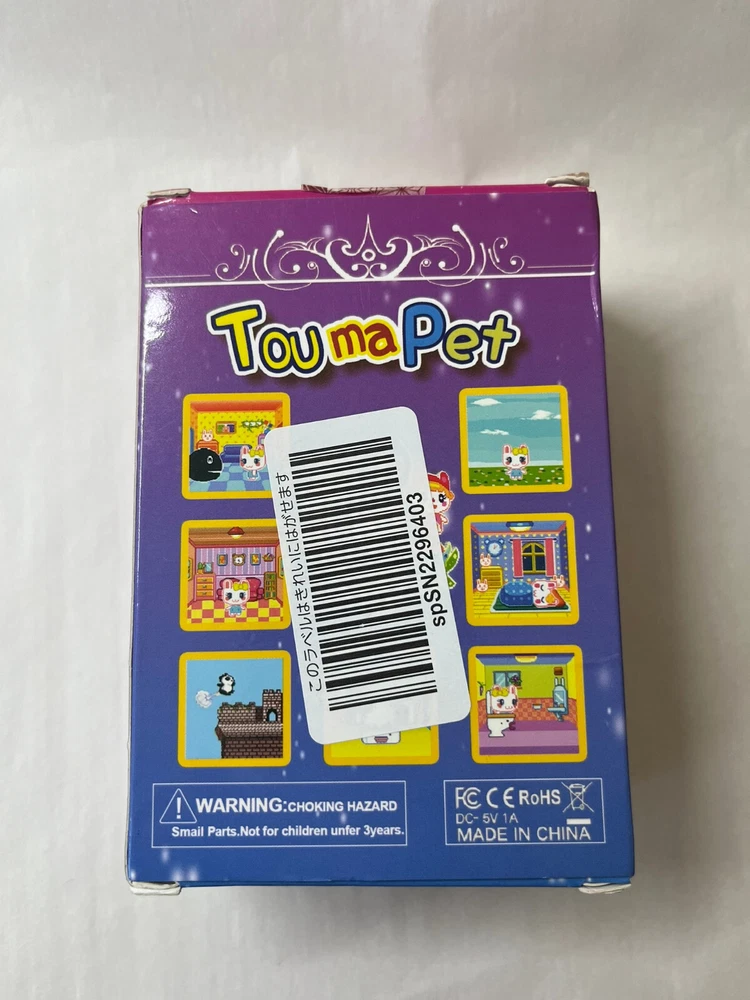 Tou ma Pet
このラベルはきれいにはがせます
spSN2296403
WARNING:CHOKING HAZARD
Smail Parts.Not for children unfer 3years.
FC CE RoHS
DC- 5V 1A
MADE IN CHINA